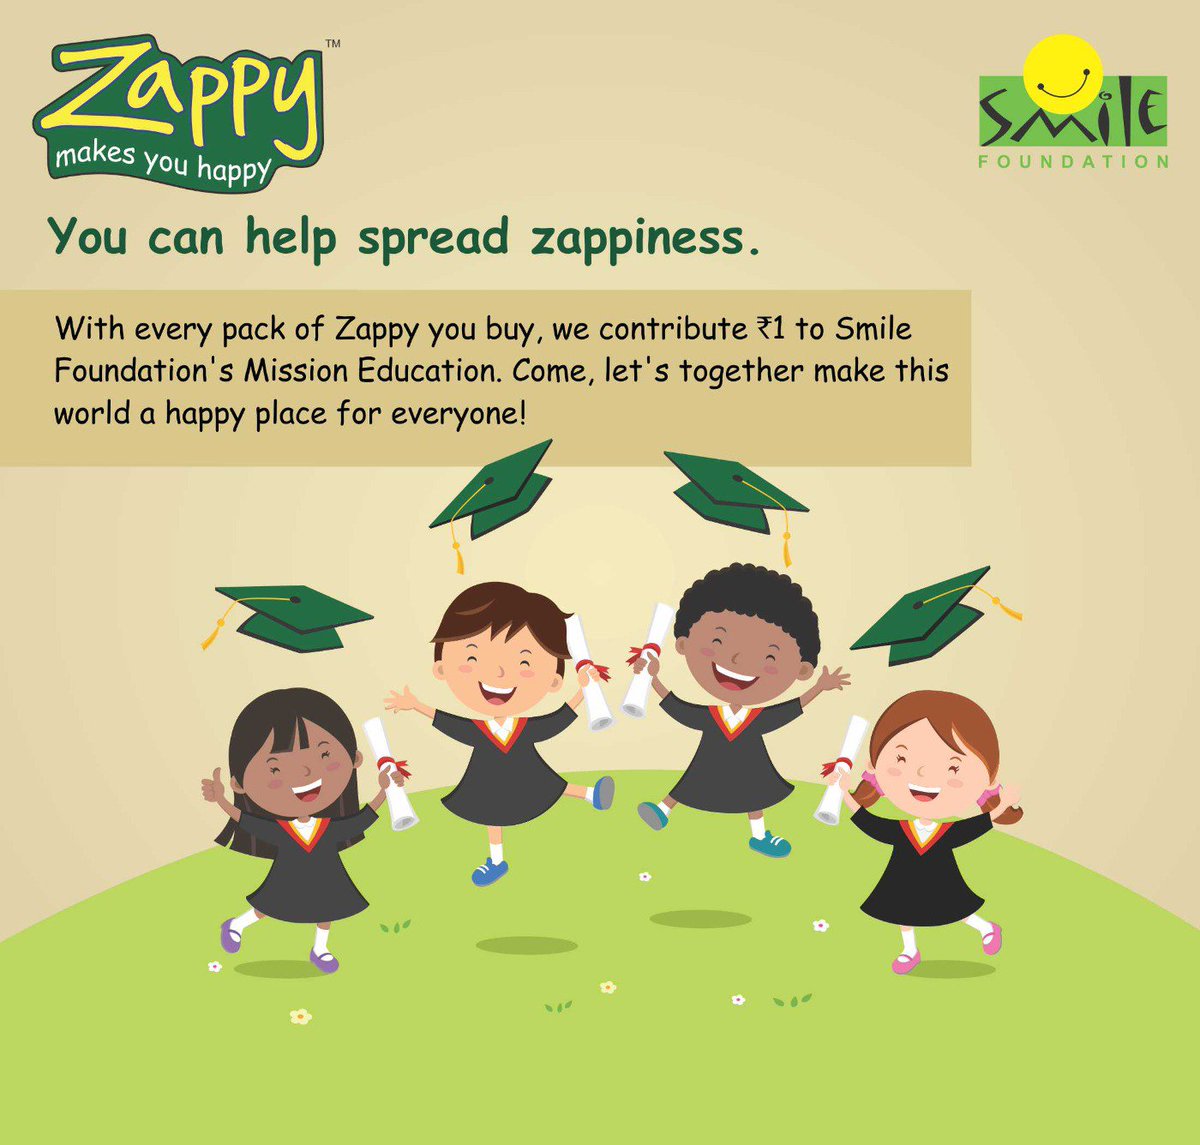 Zappy TM
makes you happy
SMILE
FOUNDATION
You can help spread zappiness.
With every pack of Zappy you buy, we contribute ₹1 to Smile
Foundation's Mission Education. Come, let's together make this
world a happy place for everyone!